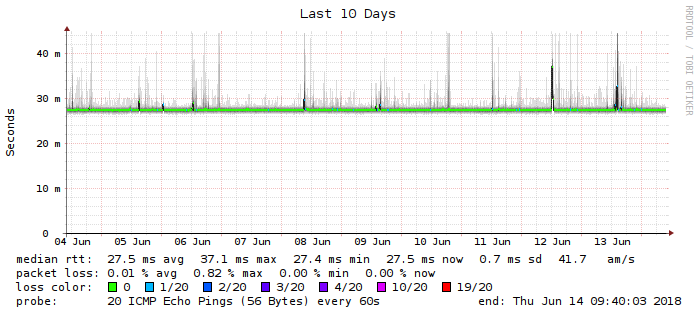 Last 10 Days
RRDTOOL / TOBI OETIKER
Seconds
40 m
30 m
20 m
10 m
0
04 Jun 05 Jun 06 Jun 07 Jun 08 Jun 09 Jun 10 Jun 11 Jun 12 Jun 13 Jun
median rtt: 27.5 ms avg 37.1 ms max 27.4 ms min 27.5 ms now 0.7 ms sd 41.7 am/s
packet loss: 0.01 % avg 0.82 % max 0.00 % min 0.00 % now
loss color: 0 1/20 2/20 3/20 4/20 10/20 19/20
probe: 20 ICMP Echo Pings (56 Bytes) every 60s end: Thu Jun 14 09:40:03 2018